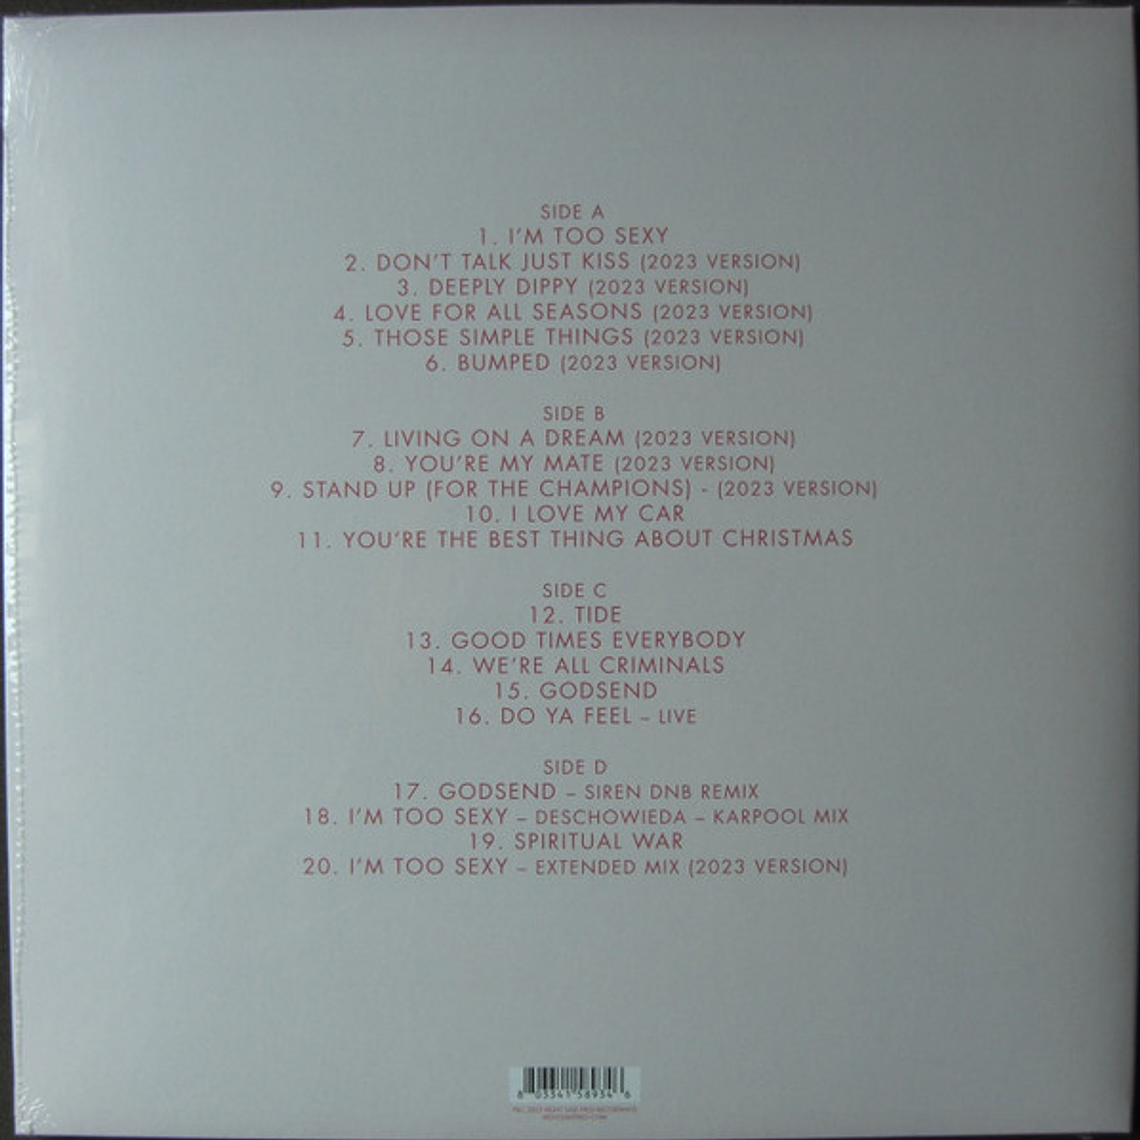 SIDE A
1. I'M TOO SEXY
2. DON'T TALK JUST KISS (2023 VERSION)
3. DEEPLY DIPPY (2023 VERSION)
4. LOVE FOR ALL SEASONS (2023 VERSION)
5. THOSE SIMPLE THINGS (2023 VERSION)
6. BUMPED (2023 VERSION)
SIDE B
7. LIVING ON A DREAM (2023 VERSION)
8. YOU'RE MY MATE (2023 VERSION)
9. STAND UP (FOR THE CHAMPIONS) - (2023 VERSION)
10. I LOVE MY CAR
11. YOU'RE THE BEST THING ABOUT CHRISTMAS
SIDE C
12. TIDE
13. GOOD TIMES EVERYBODY
14. WE'RE ALL CRIMINALS
15. GODSEND
16. DO YA FEEL – LIVE
SIDE D
17. GODSEND – SIREN DNB REMIX
18. I'M TOO SEXY – DESCHOWIEDA – KARPOOL MIX
19. SPIRITUAL WAR
20. I'M TOO SEXY – EXTENDED MIX (2023 VERSION)
8 03341 58934 6